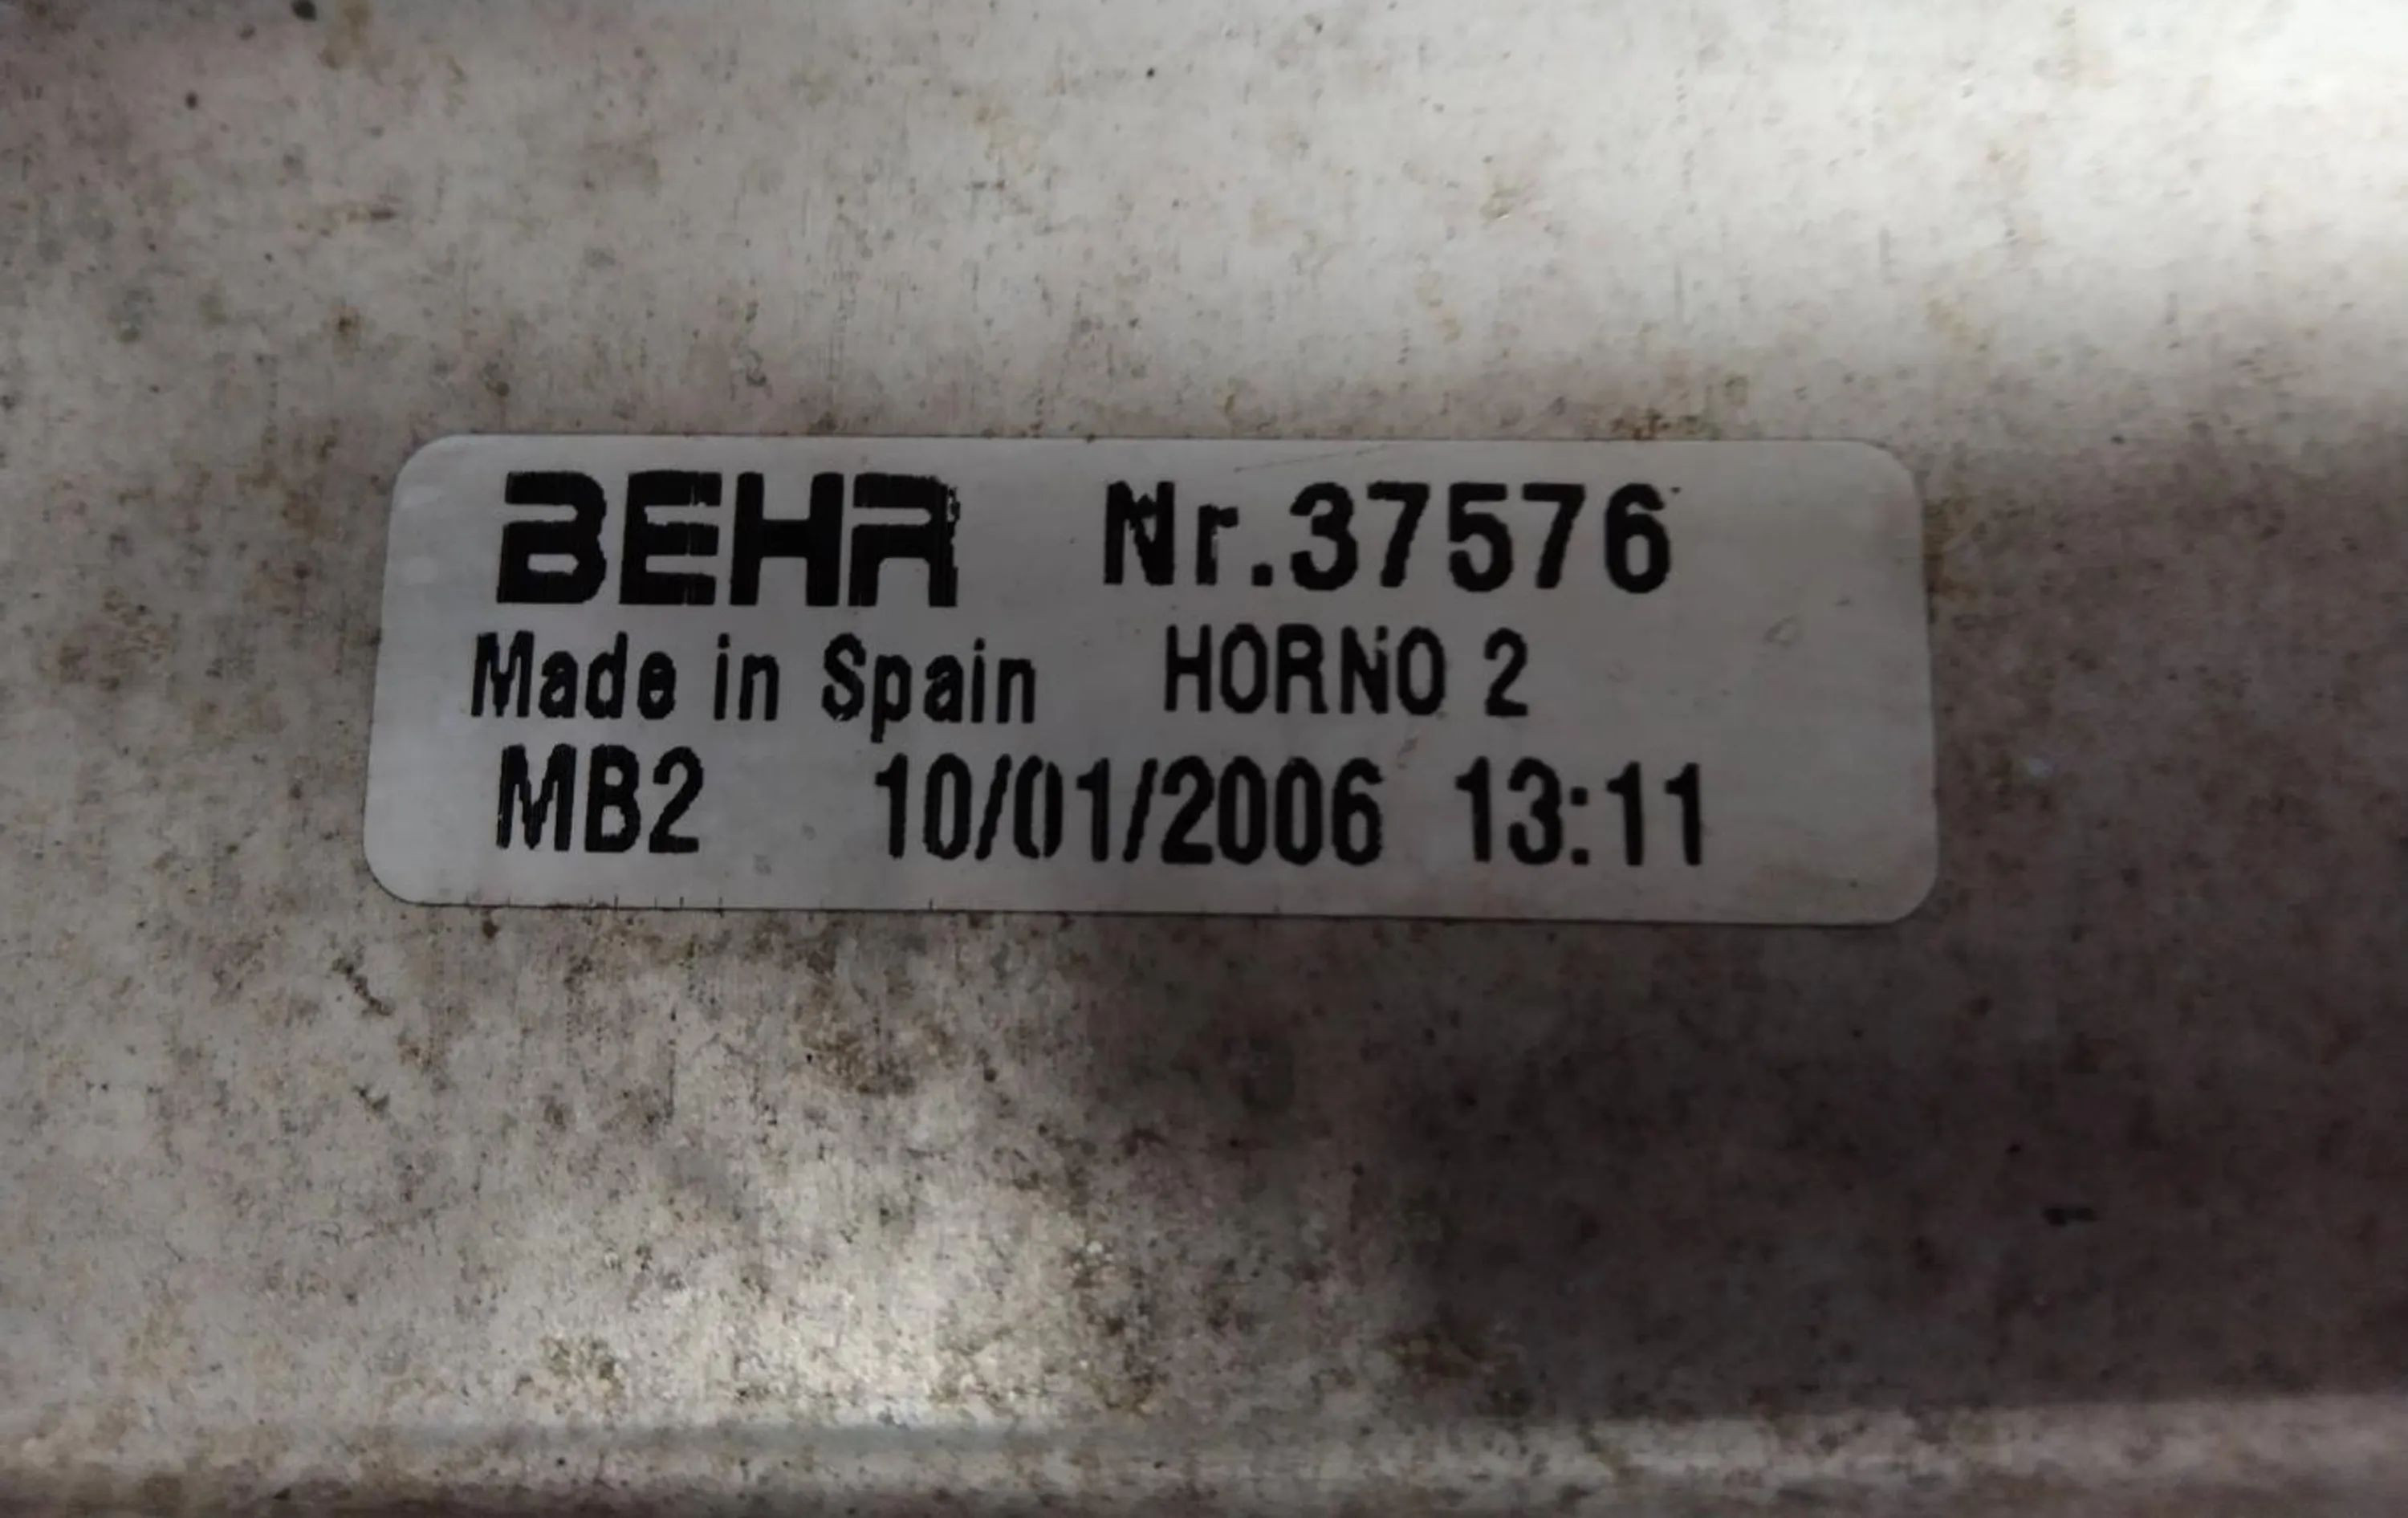 BEHR Nr.37576
Made in Spain HORNO 2
MB2 10/01/2006 13:11